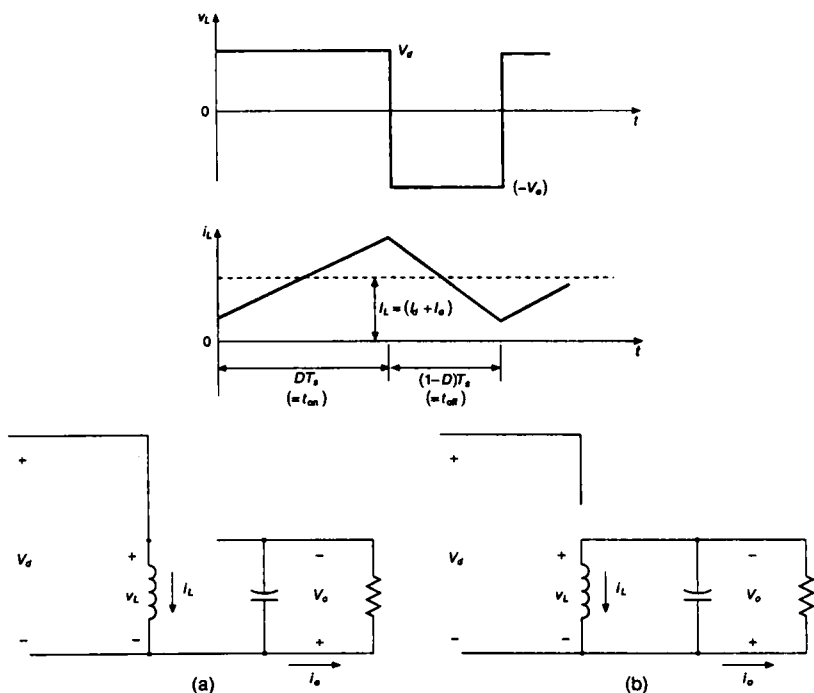 v_L
V_d
0
t
(-V_o)
i_L
I_L = (I_d + I_o)
0
t
DT_s
(= t_on)
(1-D)T_s
(= t_off)
+
V_d
-
+
v_L
-
i_L
-
V_o
+
i_o
(a)
+
V_d
-
+
v_L
-
i_L
-
V_o
+
i_o
(b)